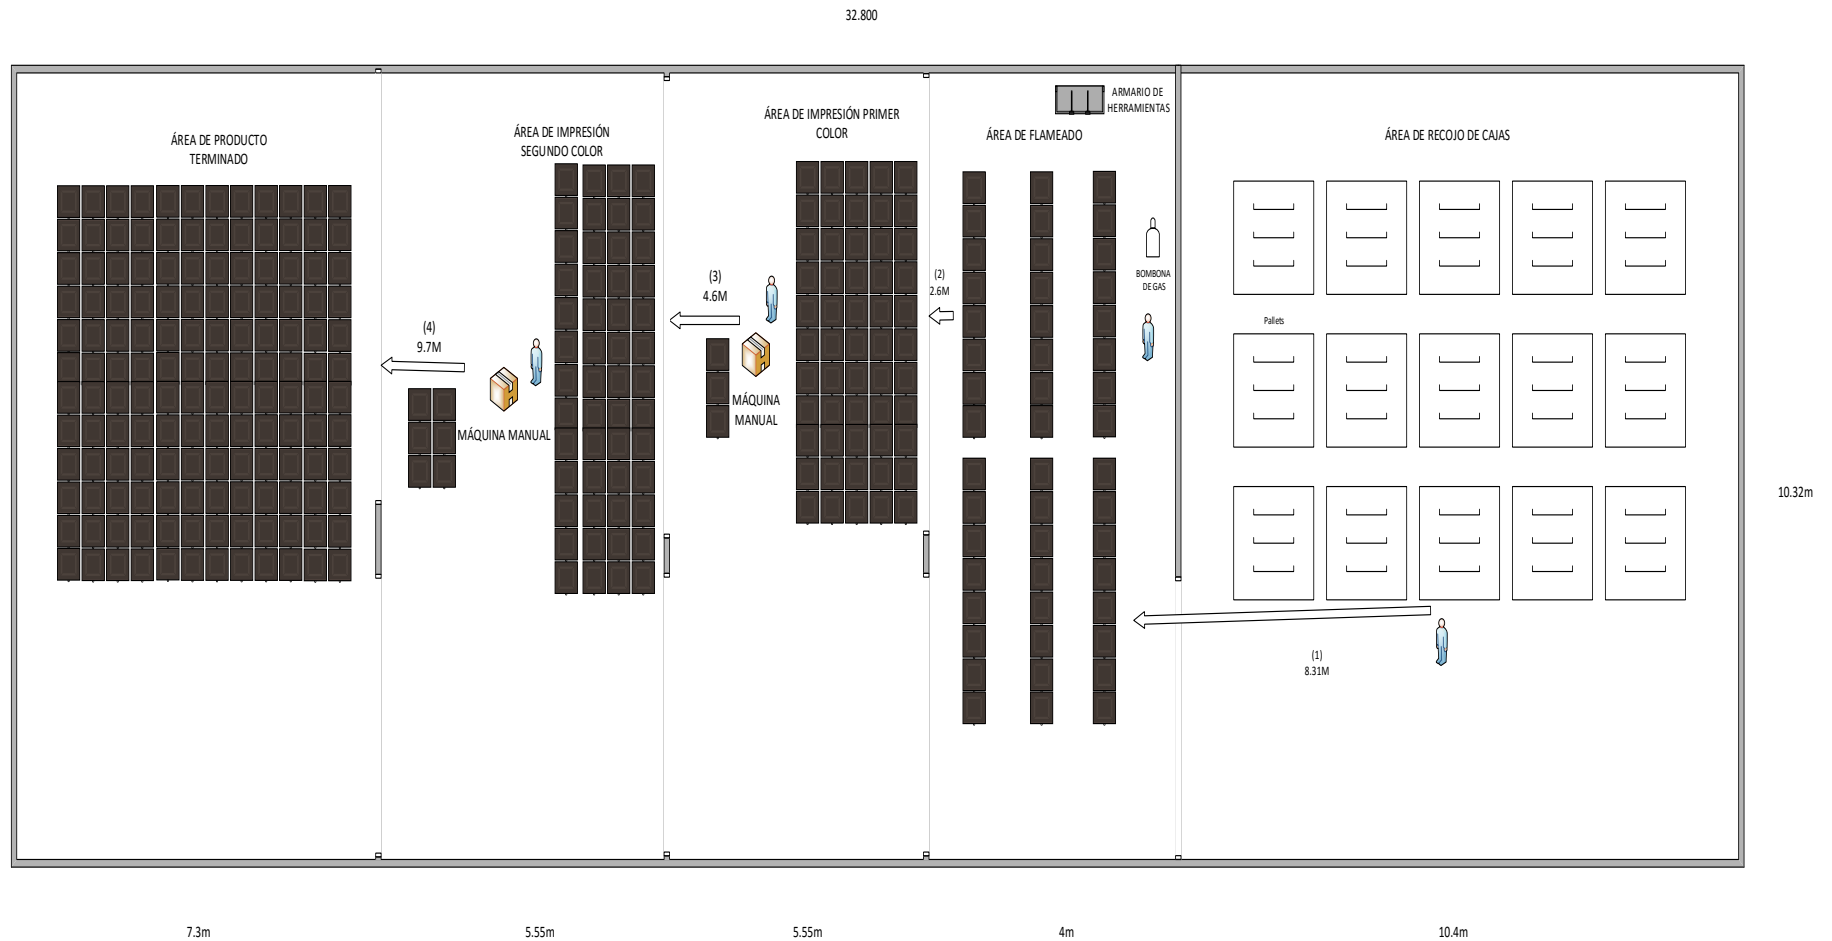 32.800
ARMARIO DE
HERRAMIENTAS
ÁREA DE PRODUCTO
TERMINADO
ÁREA DE IMPRESIÓN
SEGUNDO COLOR
ÁREA DE IMPRESIÓN PRIMER
COLOR
ÁREA DE FLAMEADO
ÁREA DE RECOJO DE CAJAS
(4)
9.7M
MÁQUINA MANUAL
(3)
4.6M
MÁQUINA
MANUAL
(2)
2.6M
BOMBONA
DE GAS
Pallets
(1)
8.31M
10.32m
7.3m
5.55m
5.55m
4m
10.4m